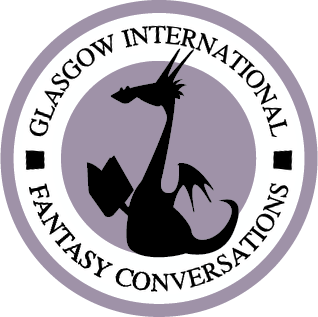 GLASGOW INTERNATIONAL
FANTASY CONVERSATIONS